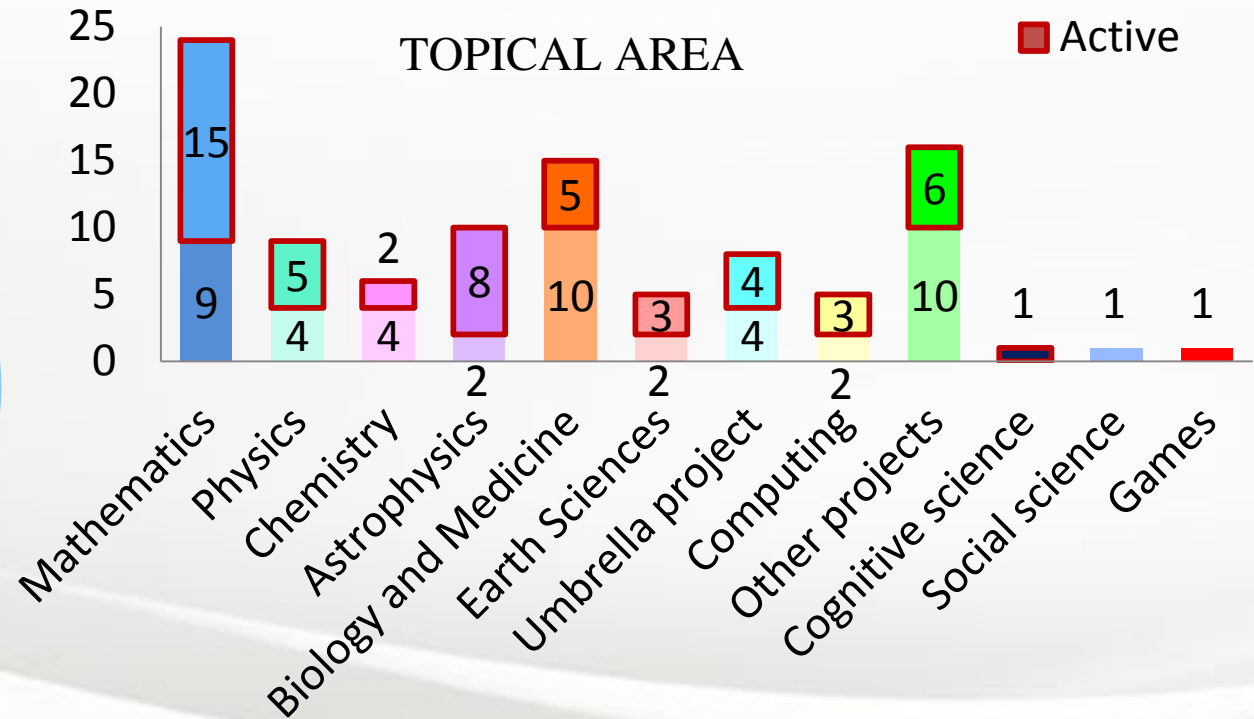 TOPICAL AREA
Active
25
20
15
10
5
0
15
9
5
4
2
4
8
2
5
10
3
2
4
4
3
2
6
10
1
1
1
Mathematics
Physics
Chemistry
Astrophysics
Biology and Medicine
Earth Sciences
Umbrella project
Computing
Other projects
Cognitive science
Social science
Games